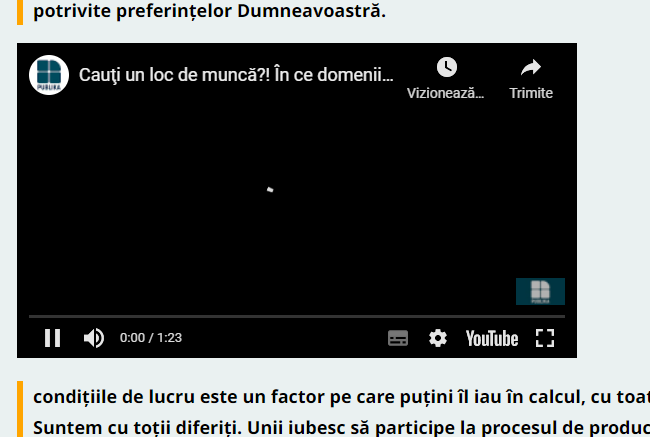 potrivite preferințelor Dumneavoastră.
Cauţi un loc de muncă?! În ce domenii...
Vizionează...
Trimite
PUBLIKA
PUBLIKA
0:00 / 1:23
YouTube
condițiile de lucru este un factor pe care puțini îl iau în calcul, cu toat
Suntem cu toții diferiți. Unii iubesc să participe la procesul de produc